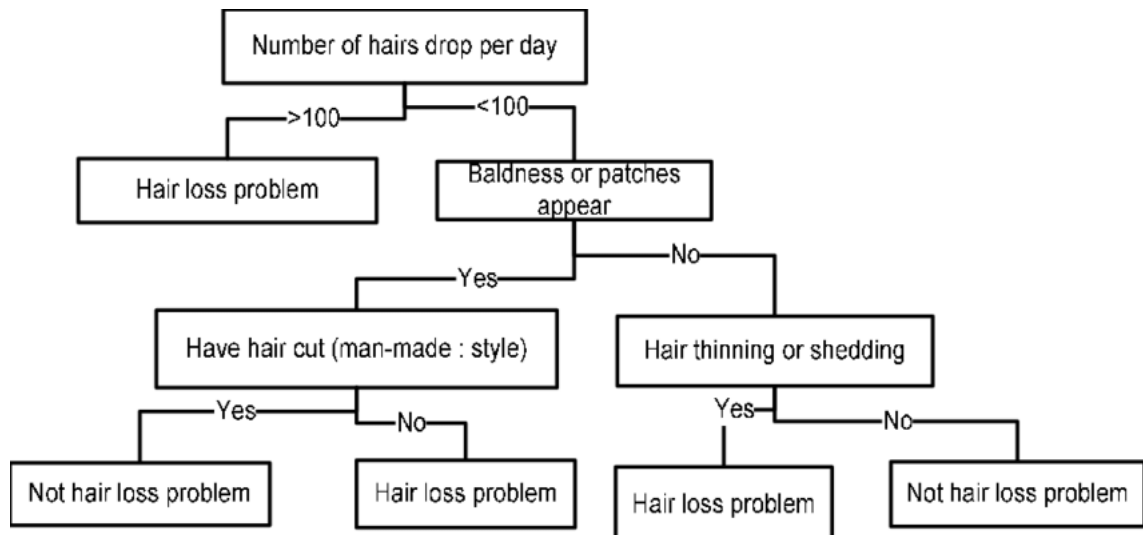 Number of hairs drop per day
>100
<100
Hair loss problem
Baldness or patches
appear
Yes
No
Have hair cut (man-made : style)
Hair thinning or shedding
Yes
No
Yes
No
Not hair loss problem
Hair loss problem
Hair loss problem
Not hair loss problem